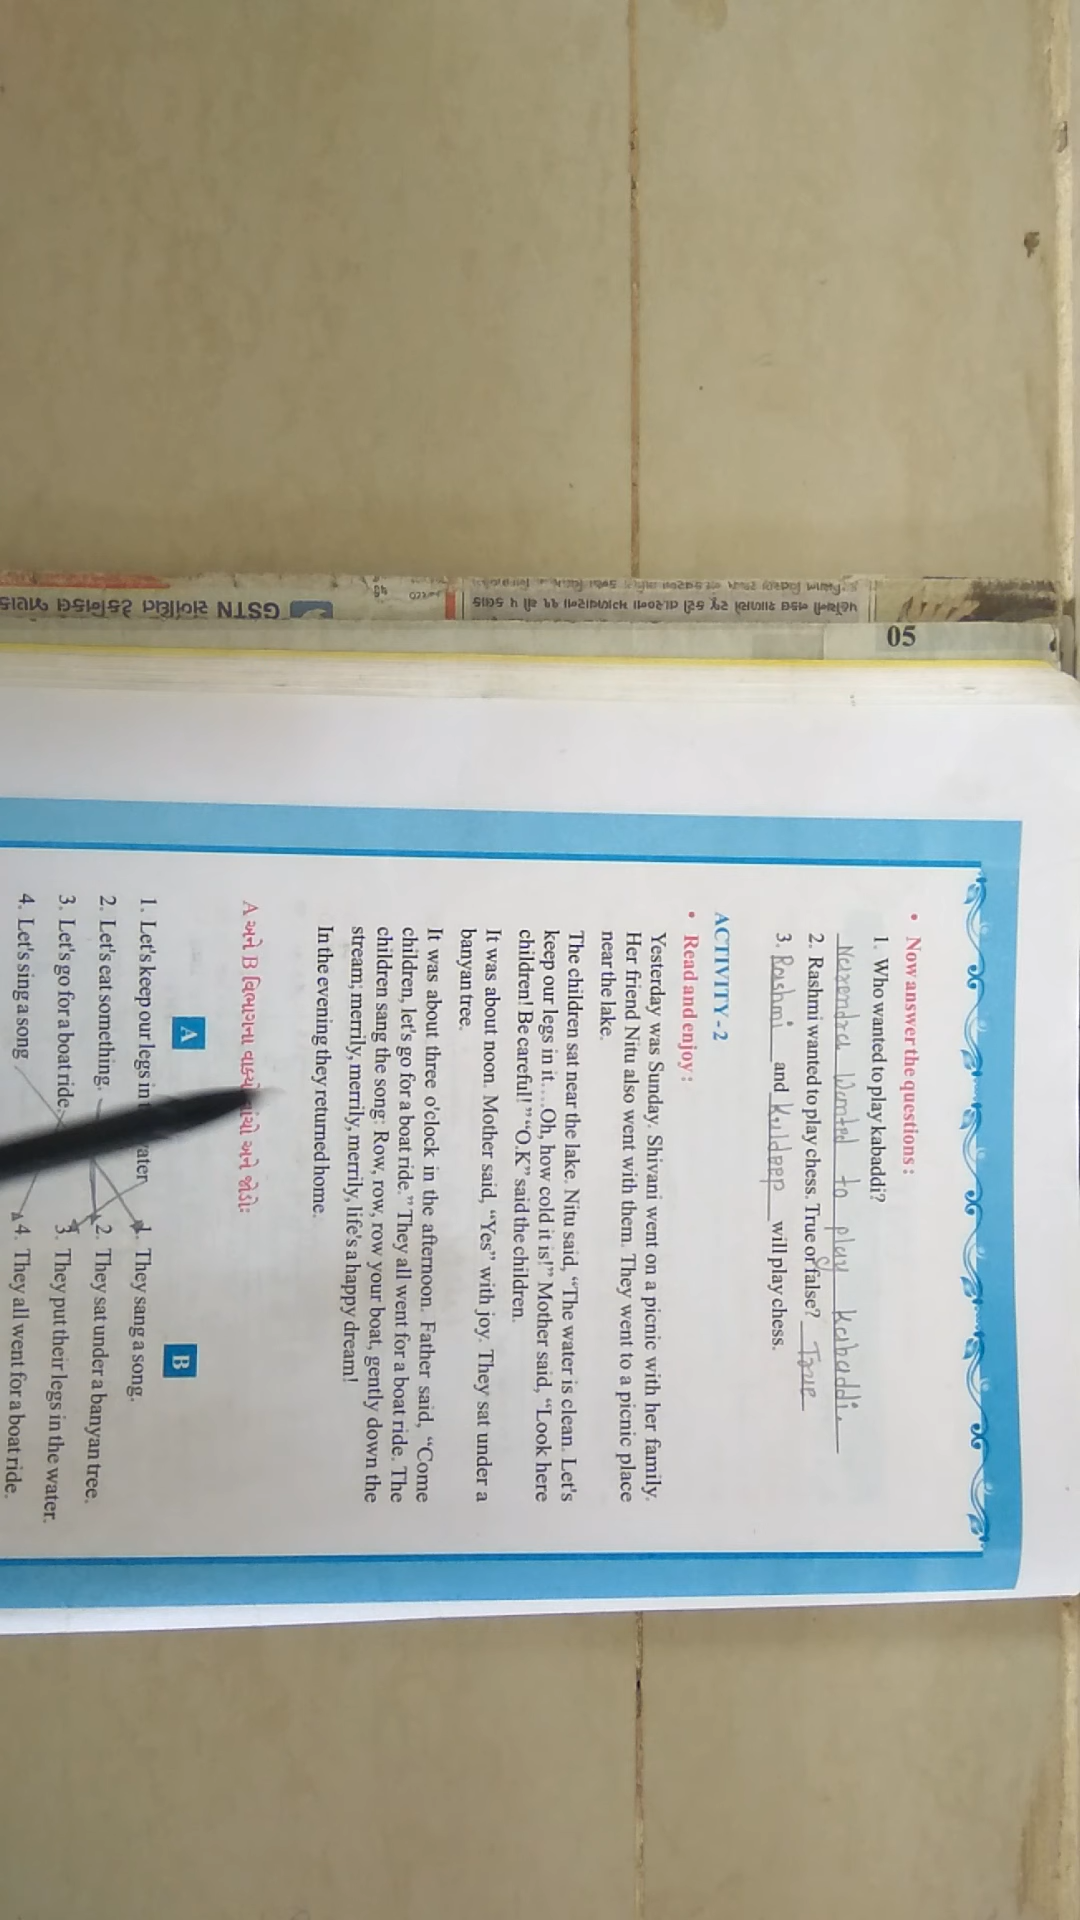 • Now answer the questions :
1. Who wanted to play kabaddi?
Narendra wanted to play kabaddi.
2. Rashmi wanted to play chess. True or false? True
3. Rashmi and Kuldeep will play chess.
ACTIVITY - 2
• Read and enjoy :
Yesterday was Sunday. Shivani went on a picnic with her family.
Her friend Nitu also went with them. They went to a picnic place
near the lake.
The children sat near the lake. Nitu said, “The water is clean. Let's
keep our legs in it....Oh, how cold it is!” Mother said, “Look here
children! Be careful!” “O.K” said the children.
It was about noon. Mother said, “Yes” with joy. They sat under a
banyan tree.
It was about three o'clock in the afternoon. Father said, “Come
children, let's go for a boat ride.” They all went for a boat ride. The
children sang the song: Row, row, row your boat, gently down the
stream; merrily, merrily, merrily, merrily, life's a happy dream!
In the evening they returned home.
A અને B વિભાગના અને જોડો:
A B
1. Let's keep our legs in water 1. They sang a song.
2. Let's eat something. 2. They sat under a banyan tree.
3. Let's go for a boat ride. 3. They put their legs in the water.
4. Let's sing a song 4. They all went for a boat ride.
05
GSTN સંબંધિત ટેકનિકલ